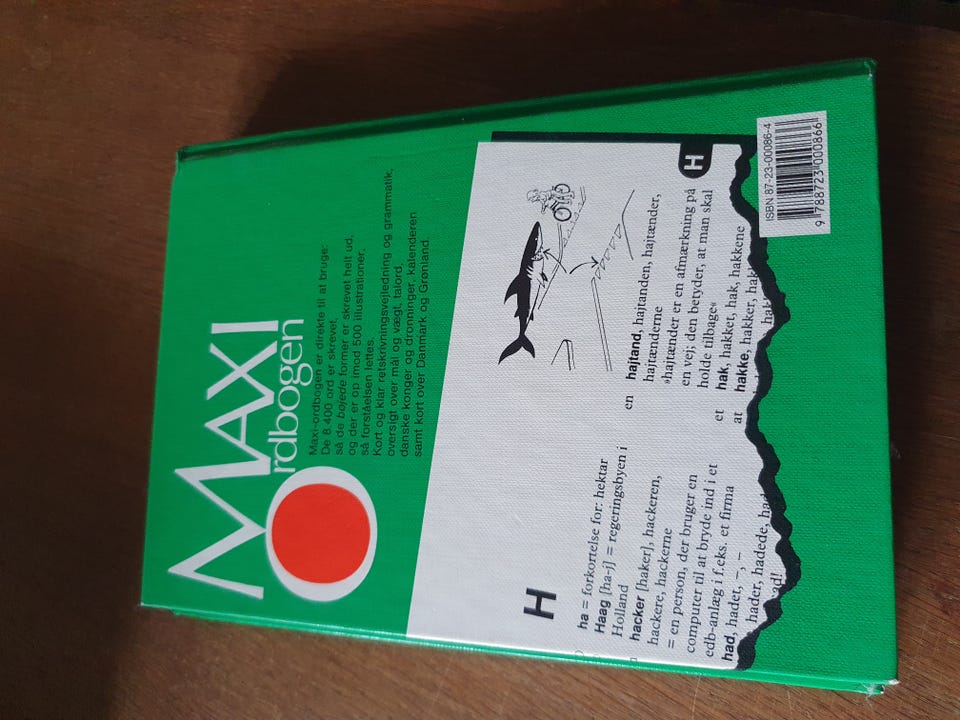 MAXI
Ordbogen
Maxi-ordbogen er direkte til at bruge:
De 8.400 ord er skrevet,
så de bøjede former er skrevet helt ud,
og der er op imod 500 illustrationer,
så forståelsen lettes.
Kort og klar retskrivningsvejledning og grammatik,
oversigt over mål og vægt, talord,
danske konger og dronninger, kalenderen
samt kort over Danmark og Grønland.
H
ha = forkortelse for: hektar
Haag [ha-j] = regeringsbyen i
Holland
hacker [haker], hackeren,
hackere, hackerne
= en person, der bruger en
computer til at bryde ind i et
edb-anlæg i f.eks. et firma
had, hadet, –, –
hader, hadede, had
had!
en hajtand, hajtanden, hajtænder,
hajtænderne
»hajtænder er en afmærkning på
en vej; den betyder, at man skal
holde tilbage«
et hak, hakket, hak, hakkene
at hakke, hakker, hakk
hakk
H
ISBN 87-23-00086-4
9 788723 000866